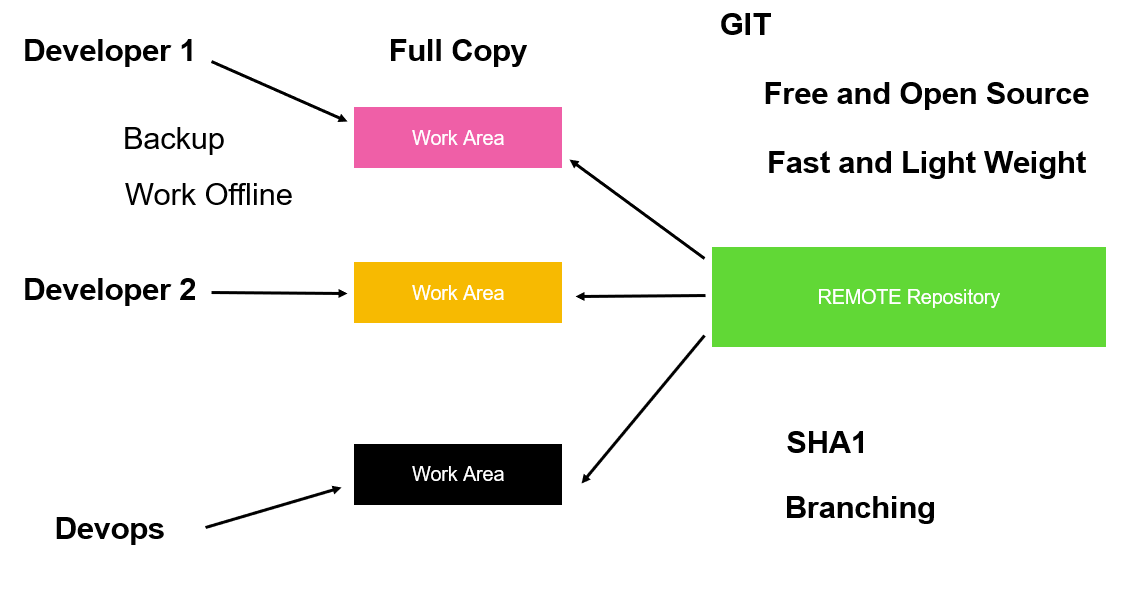 GIT
Developer 1
Full Copy
Free and Open Source
Backup
Work Area
Fast and Light Weight
Work Offline
Developer 2
Work Area
REMOTE Repository
SHA1
Work Area
Branching
Devops